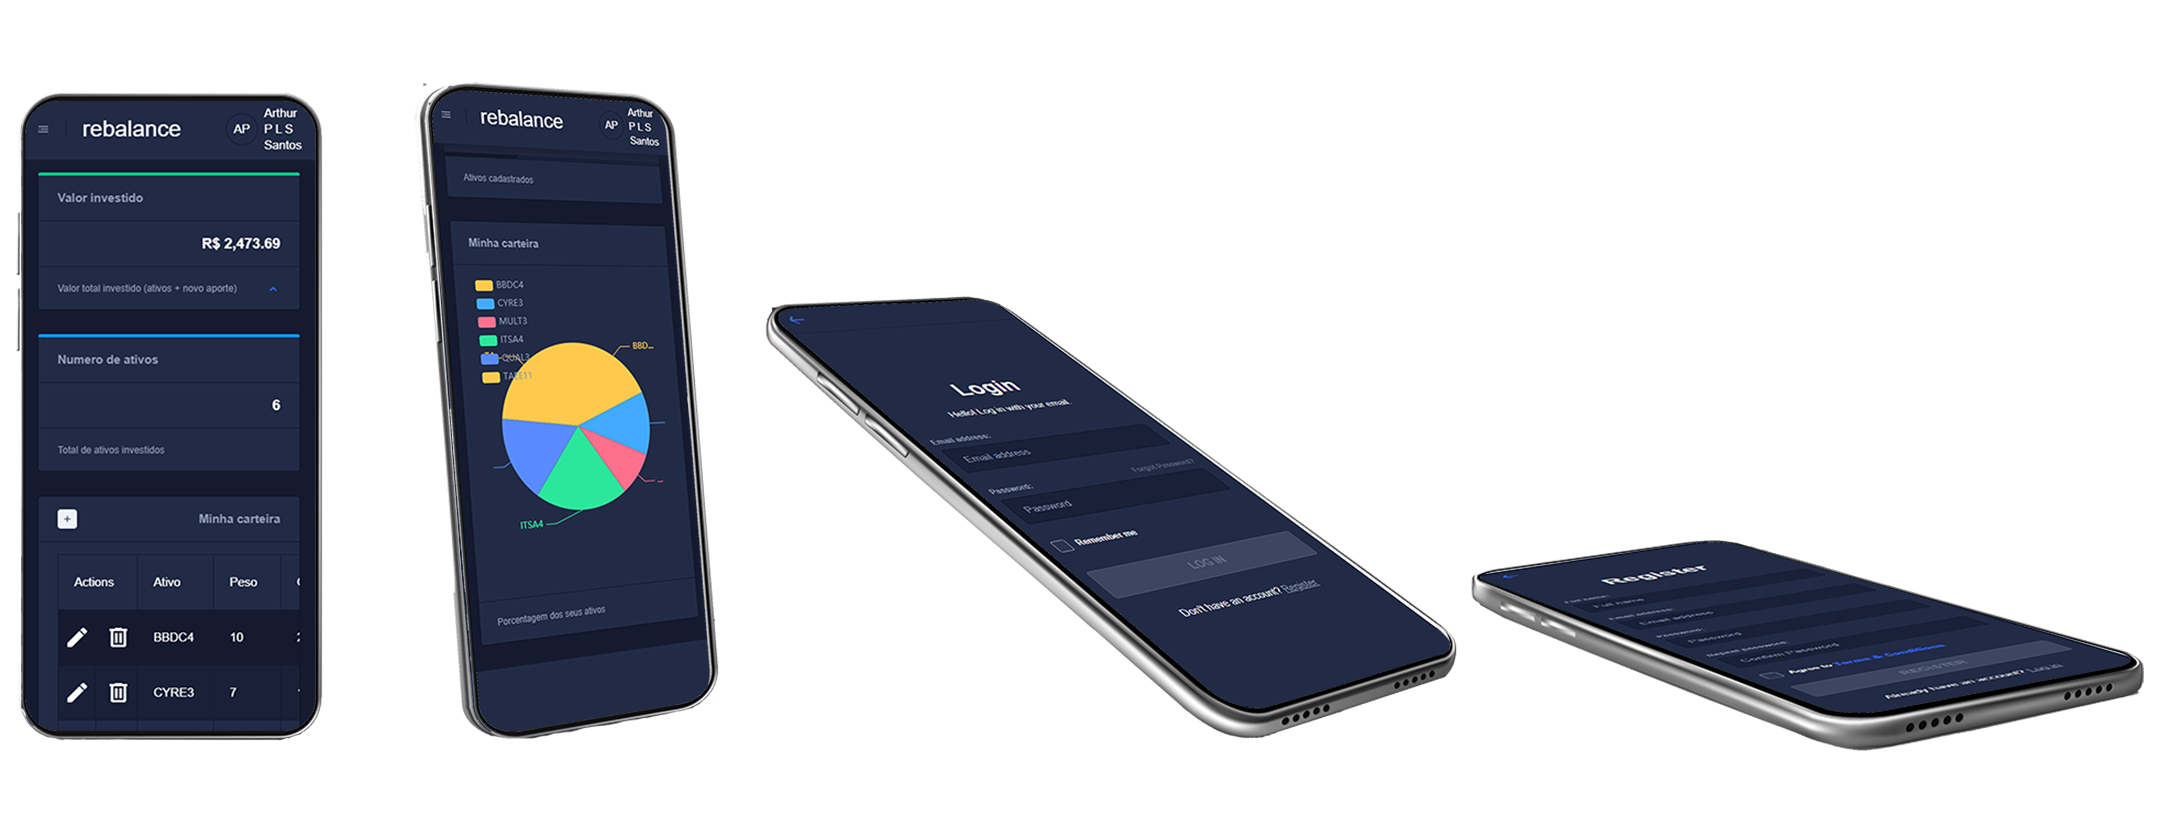 rebalance
AP
Arthur
P L S
Santos
Valor investido
R$ 2,473.69
Valor total investido (ativos + novo aporte)
Numero de ativos
6
Total de ativos investidos
+
Minha carteira
Actions Ativo Peso
BBDC4 10
CYRE3 7
rebalance
AP
Arthur
P L S
Santos
Ativos cadastrados
Minha carteira
BBDC4
CYRE3
MULT3
ITSA4
QUAL3
TAEE11
BBD...
ITSA4
Porcentagem dos seus ativos
Login
Hello! Log in with your email.
Email address:
Email address
Forgot Password?
Password:
Password
Remember me
LOG IN
Don't have an account? Register
Register
Full name:
Full name
Email address:
Email address
Password:
Password
Repeat password:
Confirm Password
Agree to Terms & Conditions
REGISTER
Already have an account? Log in